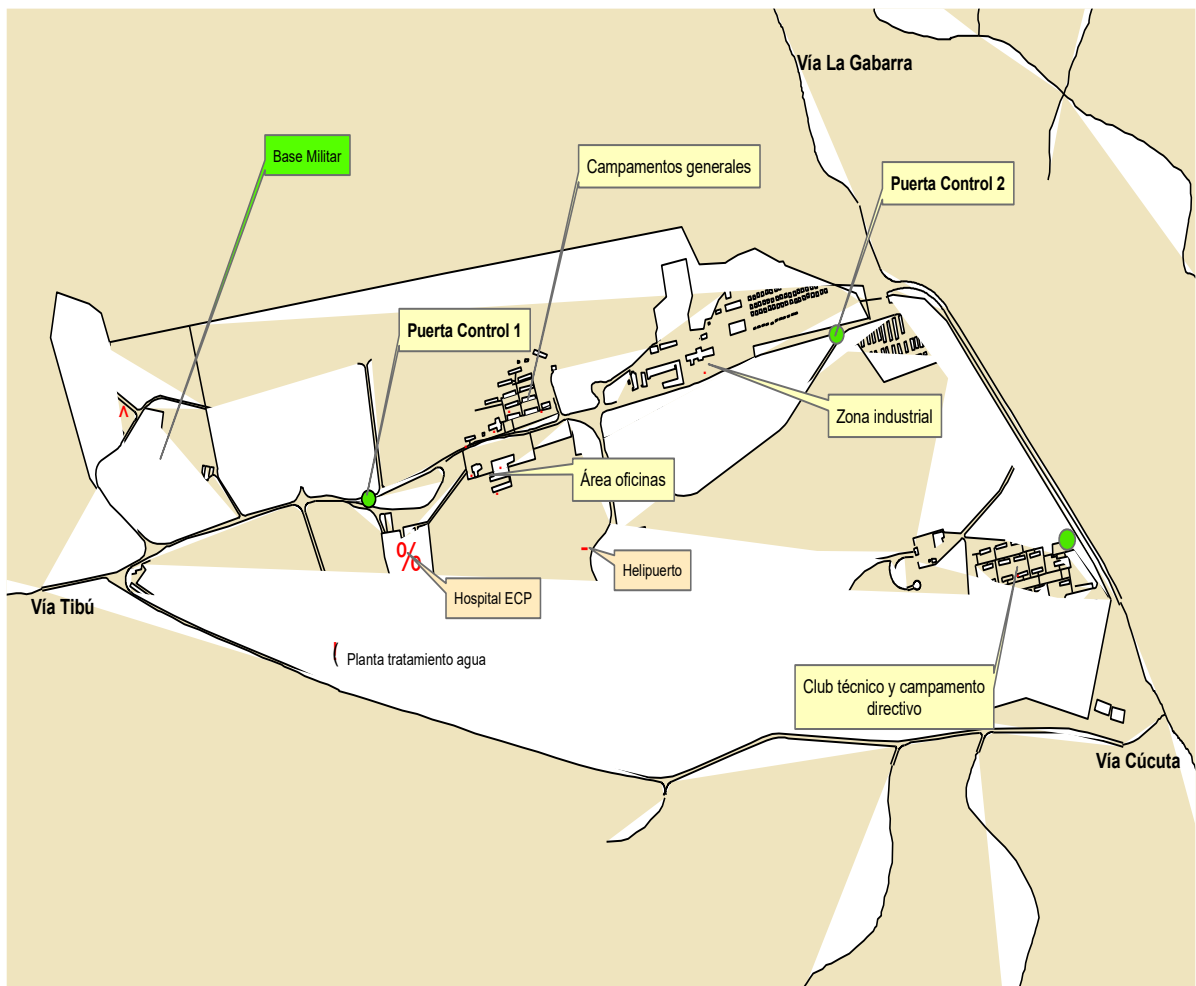 Vía La Gabarra
Base Militar
Campamentos generales
Puerta Control 2
Puerta Control 1
^
Zona industrial
Área oficinas
%
-
Helipuerto
Hospital ECP
Vía Tibú
Planta tratamiento agua
Club técnico y campamento
directivo
Vía Cúcuta